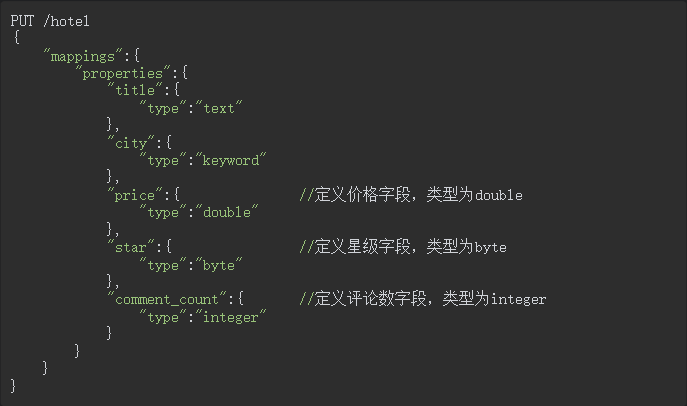 PUT /hotel
{
    "mappings":{
        "properties":{
            "title":{
                "type":"text"
            },
            "city":{
                "type":"keyword"
            },
            "price":{               //定义价格字段，类型为double
                "type":"double"
            },
            "star":{                //定义星级字段，类型为byte
                "type":"byte"
            },
            "comment_count":{       //定义评论数字段，类型为integer
                "type":"integer"
            }
        }
    }
}